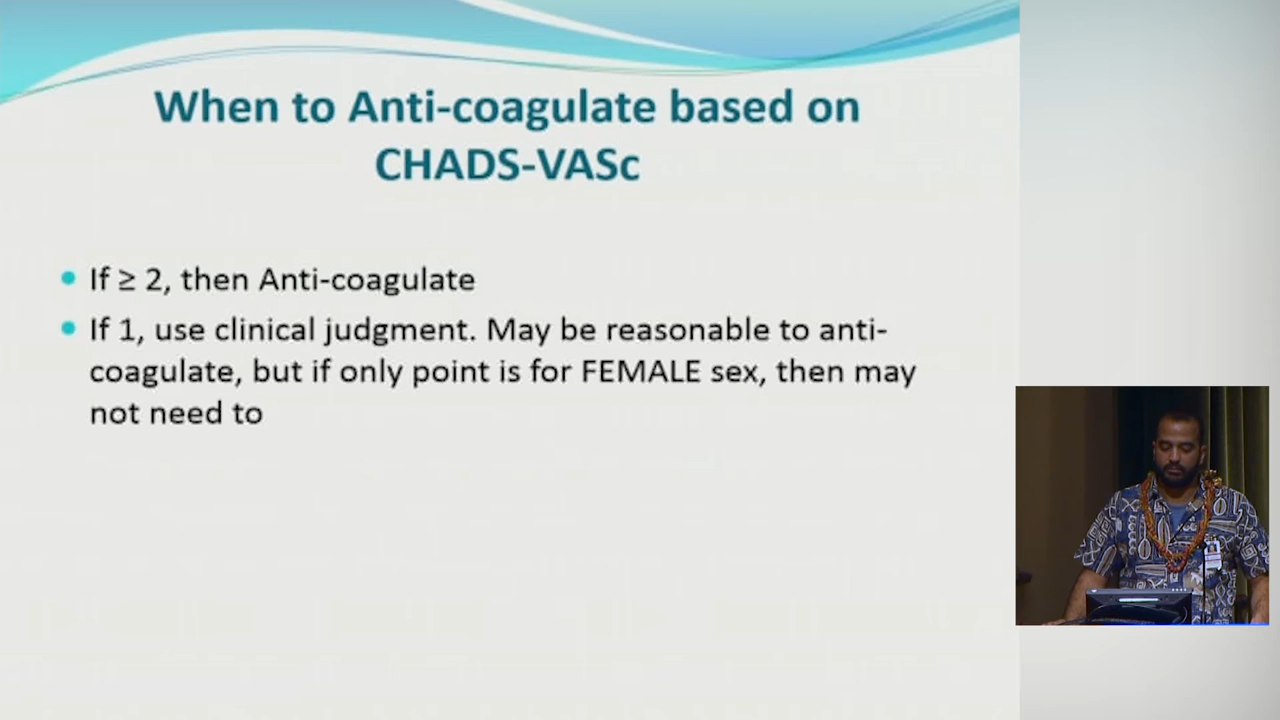 When to Anti-coagulate based on
CHADS-VASc
If ≥ 2, then Anti-coagulate
If 1, use clinical judgment. May be reasonable to anti-
coagulate, but if only point is for FEMALE sex, then may
not need to